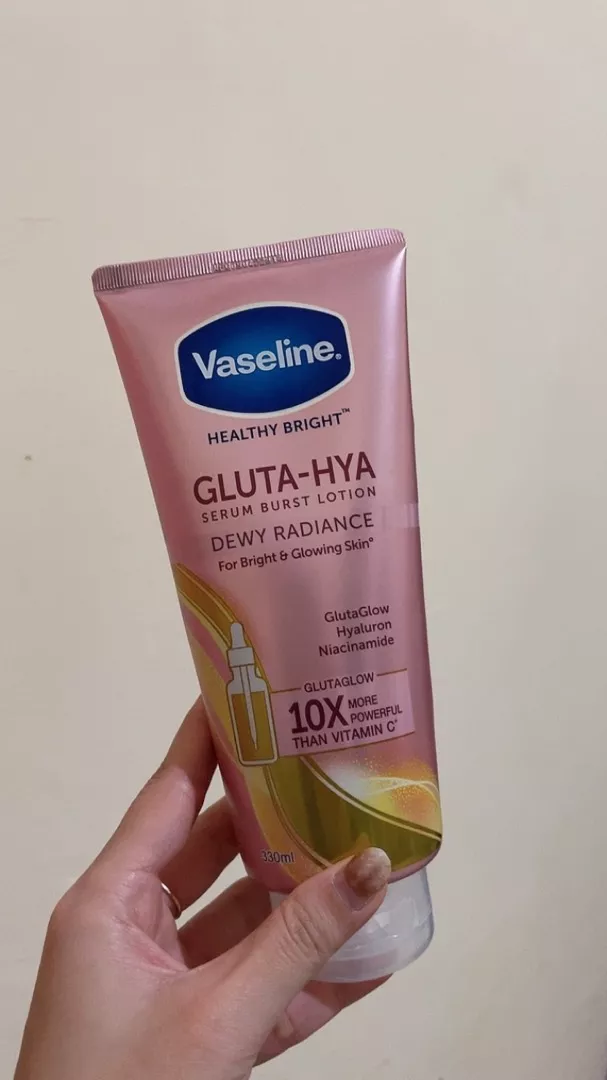 Vaseline®
HEALTHY BRIGHT™
GLUTA-HYA
SERUM BURST LOTION
DEWY RADIANCE
For Bright & Glowing Skin°
GlutaGlow
Hyaluron
Niacinamide
GLUTAGLOW
10X MORE
POWERFUL
THAN VITAMIN C*
330ml